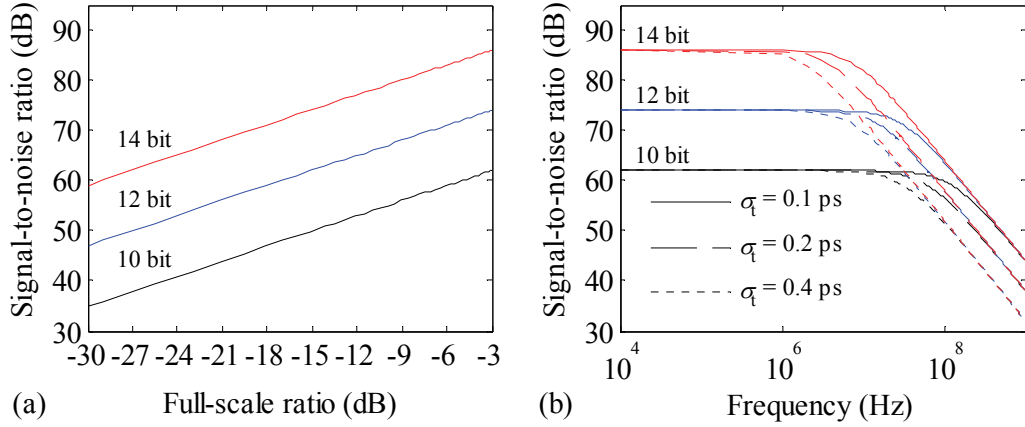 Signal-to-noise ratio (dB)
90
80
70
60
50
40
30
14 bit
12 bit
10 bit
-30 -27 -24 -21 -18 -15 -12 -9 -6 -3
(a) Full-scale ratio (dB)
Signal-to-noise ratio (dB)
90
80
70
60
50
40
30
14 bit
12 bit
10 bit
σt = 0.1 ps
σt = 0.2 ps
σt = 0.4 ps
10^4 10^6 10^8
(b) Frequency (Hz)